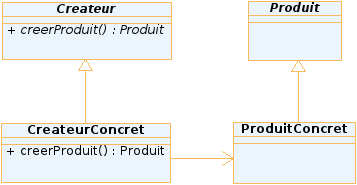 Createur
+ creerProduit() : Produit
Produit
CreateurConcret
+ creerProduit() : Produit
ProduitConcret